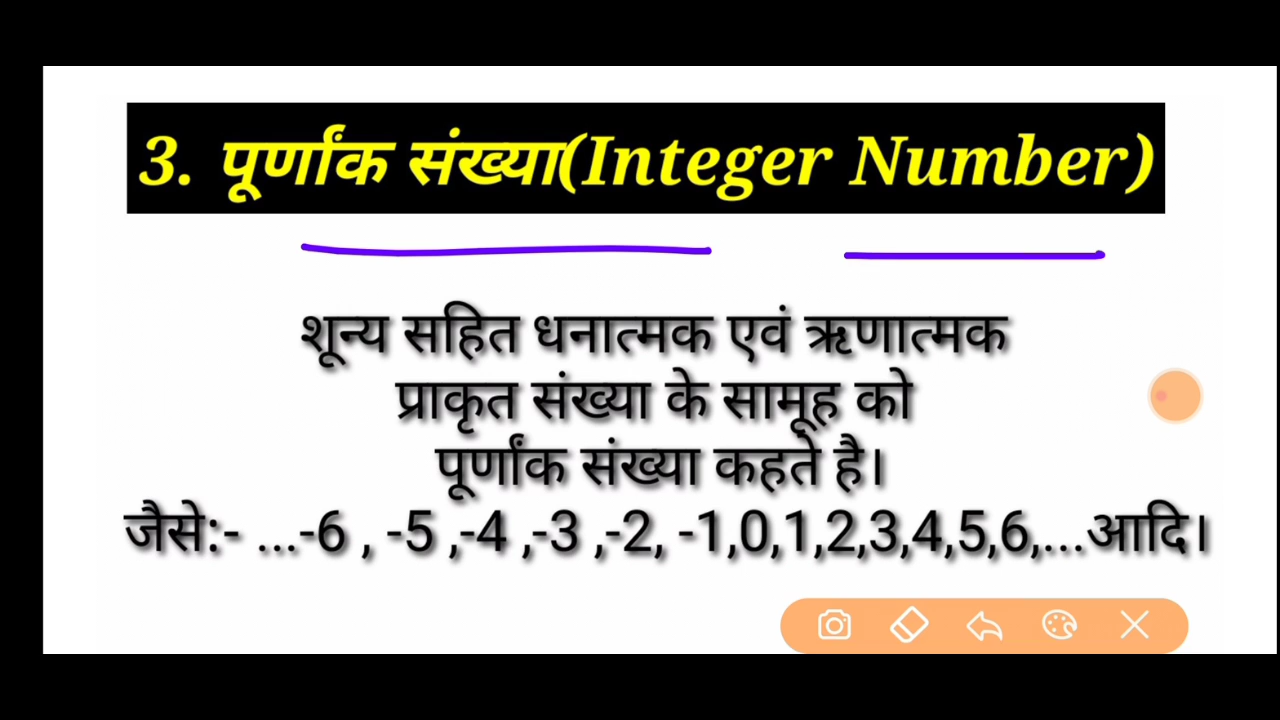 3. पूर्णांक संख्या(Integer Number)
शून्य सहित धनात्मक एवं ऋणात्मक
प्राकृत संख्या के सामूह को
पूर्णांक संख्या कहते है।
जैसे:- ...-6 , -5 ,-4 ,-3 ,-2, -1,0,1,2,3,4,5,6,...आदि।